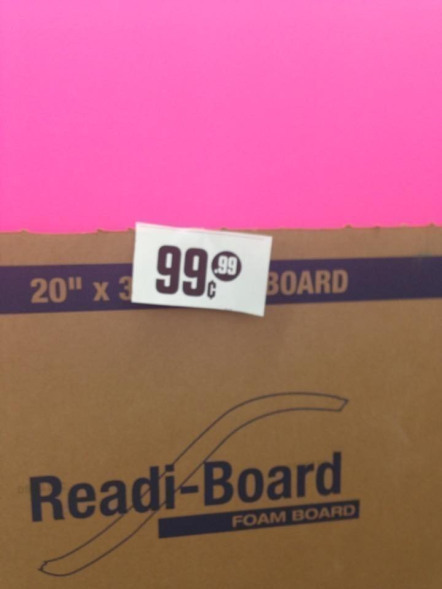 99¢ .99
20" x 3 BOARD
Readi-Board
FOAM BOARD